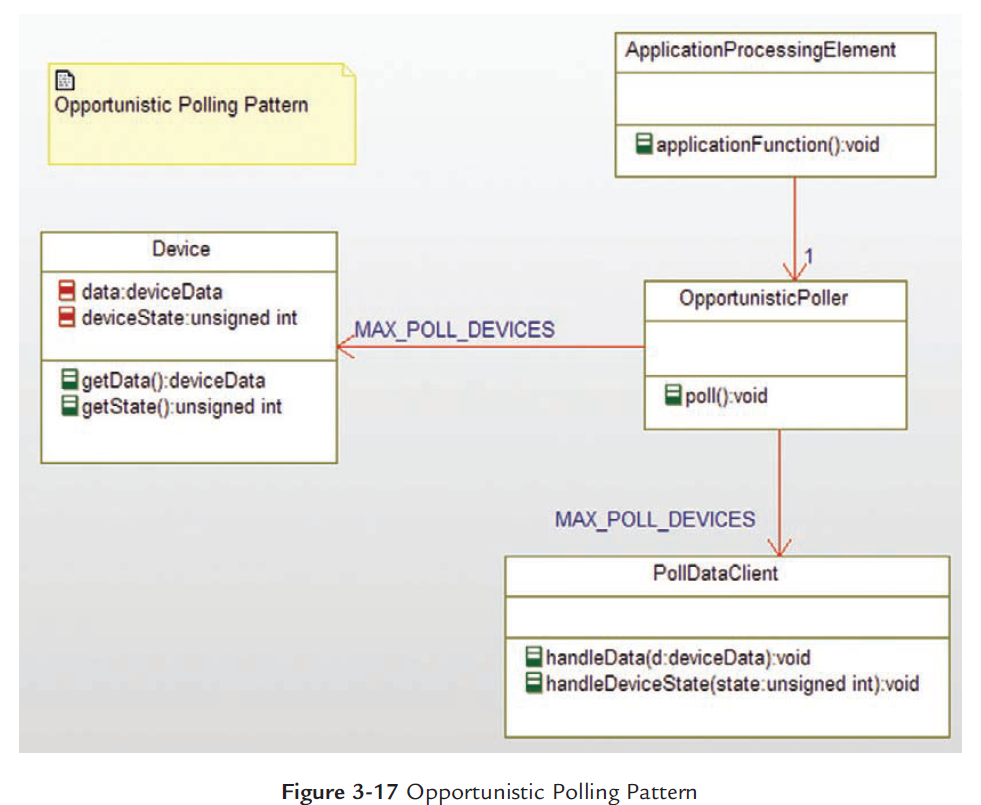 Opportunistic Polling Pattern
ApplicationProcessingElement
applicationFunction():void
1
Device
data:deviceData
deviceState:unsigned int
getData():deviceData
getState():unsigned int
MAX_POLL_DEVICES
OpportunisticPoller
poll():void
MAX_POLL_DEVICES
PollDataClient
handleData(d:deviceData):void
handleDeviceState(state:unsigned int):void
Figure 3-17 Opportunistic Polling Pattern